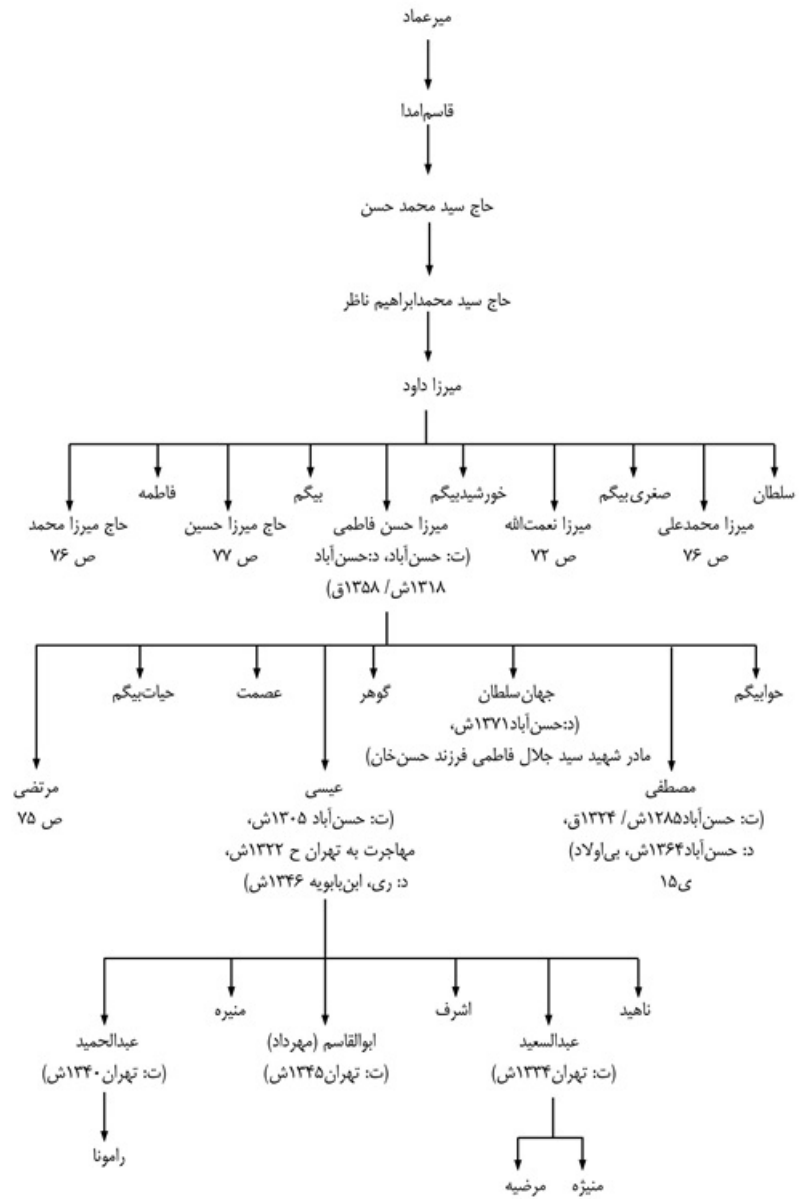 میرعماد
قاسم‌امدا
حاج سید محمد حسن
حاج سید محمدابراهیم ناظر
میرزا داود
سلطان
صغری‌بیگم
خورشیدبیگم
بیگم
فاطمه
میرزا محمدعلی
ص ۷۶
میرزا نعمت‌الله
ص ۷۲
میرزا حسن فاطمی
(ت: حسن‌آباد، د:حسن‌آباد
۱۳۱۸ش/ ۱۳۵۸ق)
حاج میرزا حسین
ص ۷۷
حاج میرزا محمد
ص ۷۶
حوابیگم
جهان‌سلطان
(د:حسن‌آباد۱۳۷۱ش،
مادر شهید سید جلال فاطمی فرزند حسن‌خان)
گوهر
عصمت
حیات‌بیگم
مصطفی
(ت: حسن‌آباد۱۲۸۵ش/ ۱۳۲۴ق،
د: حسن‌آباد۱۳۶۴ش، بی‌اولاد)
ی۱۵
عیسی
(ت: حسن‌آباد ۱۳۰۵ش،
مهاجرت به تهران ح ۱۳۲۲ش،
د: ری، ابن‌بابویه ۱۳۴۶ش)
مرتضی
ص ۷۵
ناهید
اشرف
منیره
عبدالسعید
(ت: تهران۱۳۳۴ش)
ابوالقاسم (مهرداد)
(ت: تهران۱۳۴۵ش)
عبدالحمید
(ت: تهران۱۳۴۰ش)
منیژه
مرضیه
رامونا